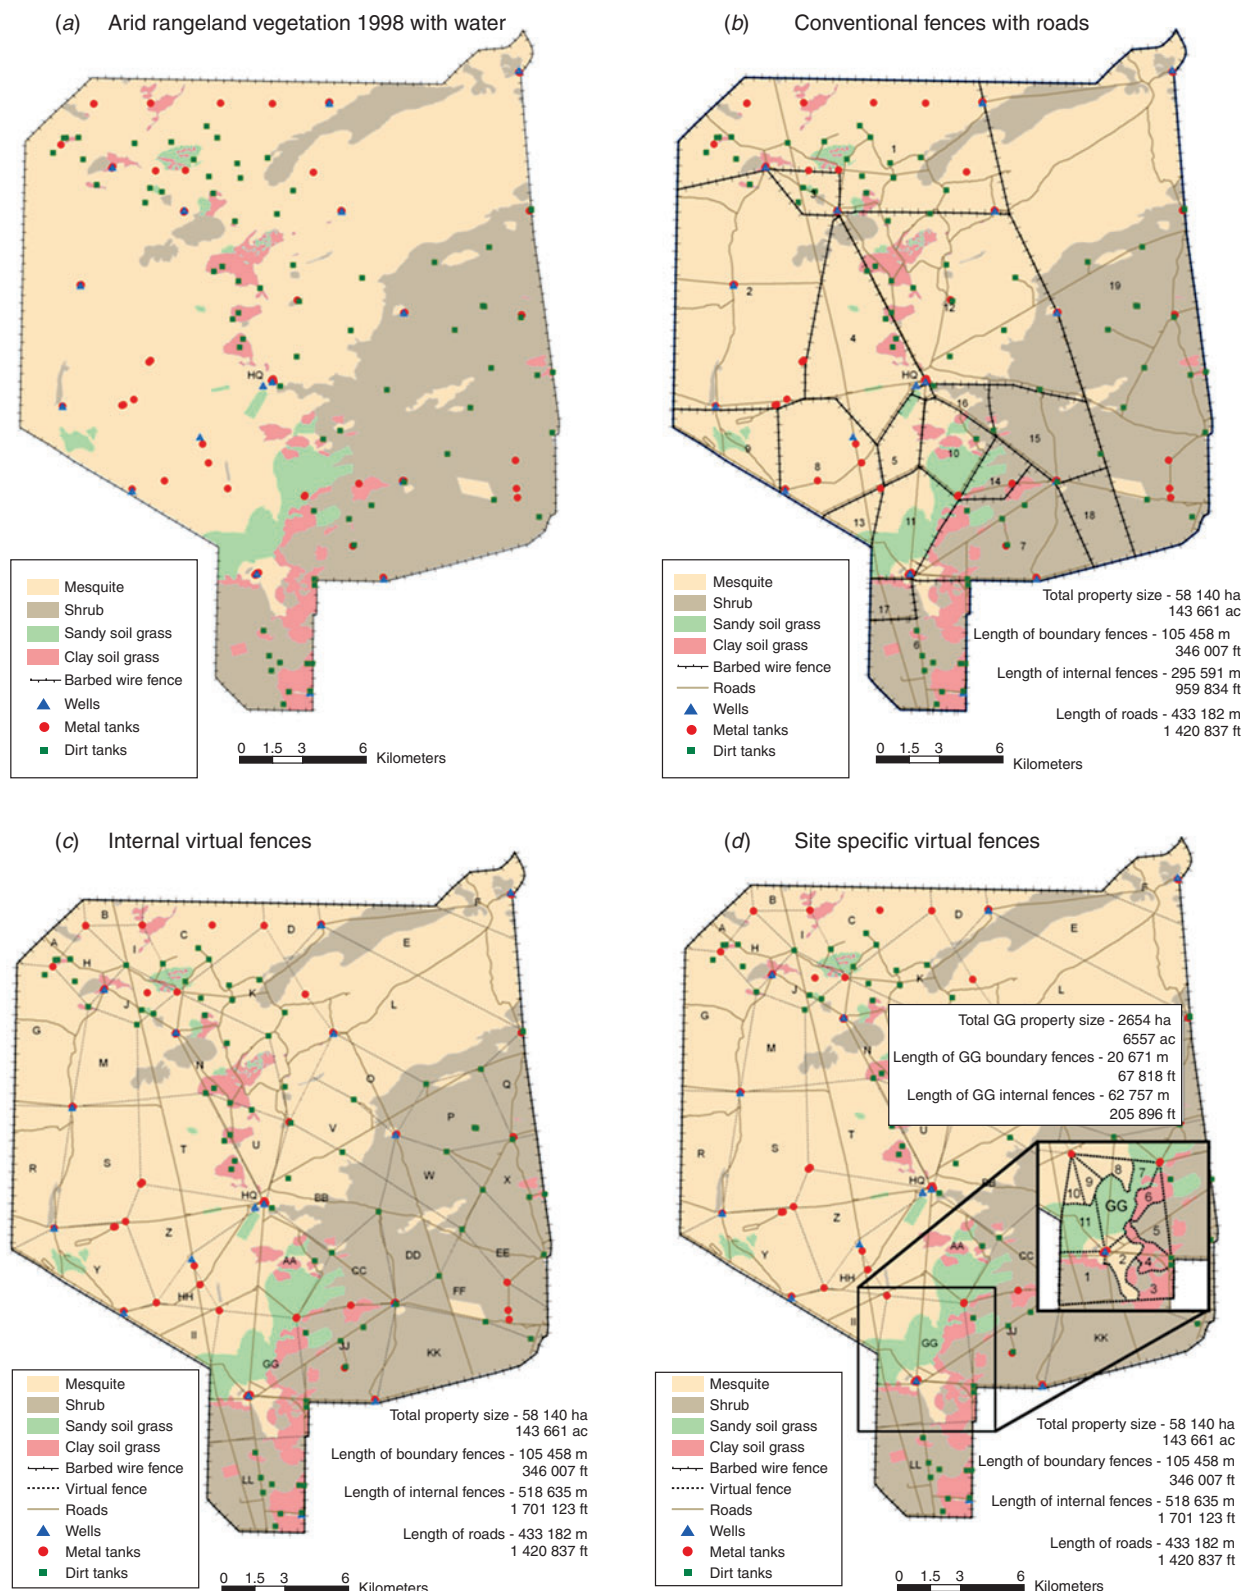 (a) Arid rangeland vegetation 1998 with water
HQ
Mesquite
Shrub
Sandy soil grass
Clay soil grass
Barbed wire fence
Wells
Metal tanks
Dirt tanks
0 1.5 3 6
Kilometers
(b) Conventional fences with roads
1
3
2
19
12
4
HQ
16
15
9
8
5
10
14
13
11
18
7
17
6
Mesquite
Shrub
Sandy soil grass
Clay soil grass
Barbed wire fence
Roads
Wells
Metal tanks
Dirt tanks
Total property size - 58 140 ha
143 661 ac
Length of boundary fences - 105 458 m
346 007 ft
Length of internal fences - 295 591 m
959 834 ft
Length of roads - 433 182 m
1 420 837 ft
0 1.5 3 6
Kilometers
(c) Internal virtual fences
F
B
C
D
E
A
I
H
K
L
J
G
M
N
O
Q
P
V
U
T
S
R
W
X
HQ
BB
Z
Y
DD
EE
AA
CC
FF
HH
II
JJ
KK
GG
LL
Mesquite
Shrub
Sandy soil grass
Clay soil grass
Barbed wire fence
Virtual fence
Roads
Wells
Metal tanks
Dirt tanks
Total property size - 58 140 ha
143 661 ac
Length of boundary fences - 105 458 m
346 007 ft
Length of internal fences - 518 635 m
1 701 123 ft
Length of roads - 433 182 m
1 420 837 ft
0 1.5 3 6
Kilometers
(d) Site specific virtual fences
F
B
C
D
E
A
I
H
K
L
J
G
M
Total GG property size - 2654 ha
6557 ac
Length of GG boundary fences - 20 671 m
67 818 ft
Length of GG internal fences - 62 757 m
205 896 ft
T
U
S
R
HQ
BB
Z
Y
AA
CC
HH
II
GG
JJ
KK
LL
8
7
9
10
6
GG
11
5
2
4
1
3
Mesquite
Shrub
Sandy soil grass
Clay soil grass
Barbed wire fence
Virtual fence
Roads
Wells
Metal tanks
Dirt tanks
Total property size - 58 140 ha
143 661 ac
Length of boundary fences - 105 458 m
346 007 ft
Length of internal fences - 518 635 m
1 701 123 ft
Length of roads - 433 182 m
1 420 837 ft
0 1.5 3 6
Kilometers